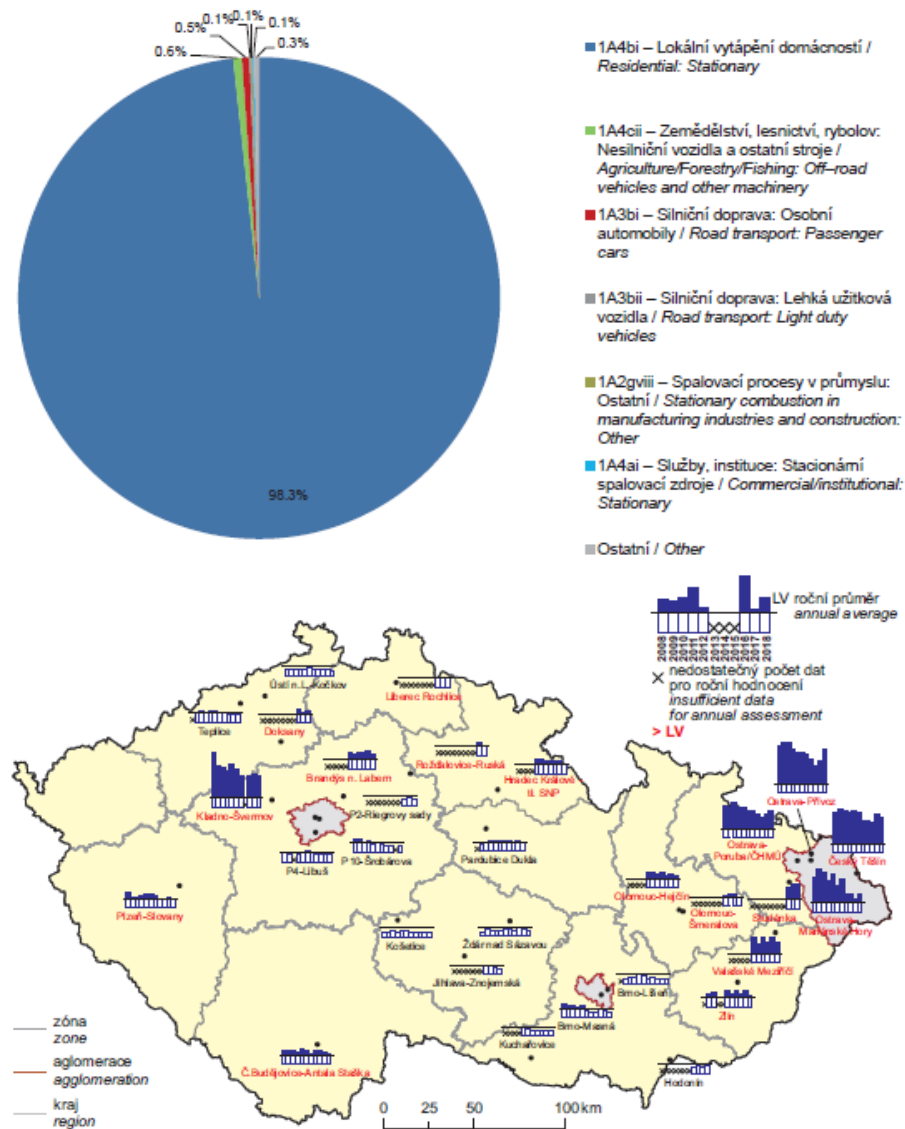 0.1%
0.1%
0.1%
0.5%
0.6%
0.3%
98.3%
1A4bi – Lokální vytápění domácností /
Residential: Stationary
1A4cii – Zemědělství, lesnictví, rybolov:
Nesilniční vozidla a ostatní stroje /
Agriculture/Forestry/Fishing: Off–road
vehicles and other machinery
1A3bi – Silniční doprava: Osobní
automobily / Road transport: Passenger
cars
1A3bii – Silniční doprava: Lehká užitková
vozidla / Road transport: Light duty
vehicles
1A2gviii – Spalovací procesy v průmyslu:
Ostatní / Stationary combustion in
manufacturing industries and construction:
Other
1A4ai – Služby, instituce: Stacionární
spalovací zdroje / Commercial/institutional:
Stationary
Ostatní / Other
LV roční průměr
annual average
2008
2009
2010
2011
2012
2013
2014
2015
2016
2017
2018
nedostatečný počet dat
pro roční hodnocení
insufficient data
for annual assessment
> LV
Ústí n.L.-Kočkov
Liberec Rochlice
Teplice
Doksany
Brandýs n. Labem
Rožďalovice-Ruská
Hradec Králové -
tř. SNP
Ostrava-Přívoz
Kladno-Švermov
P2-Riegrovy sady
P10-Šrobárova
P4-Libuš
Pardubice Dukla
Ostrava-
Poruba/ČHMÚ
Český Těšín
Plzeň-Slovany
Olomouc-Hejčín
Olomouc-
Šmeralova
Studénka
Ostrava-
Mariánské Hory
Košetice
Žďár nad Sázavou
Jihlava-Znojemská
Valašské Meziříčí
Brno-Líšeň
Zlín
Brno-Masná
Kuchařovice
Č.Budějovice-Antala Staška
Hodonín
zóna
zone
aglomerace
agglomeration
kraj
region
0 25 50 100 km